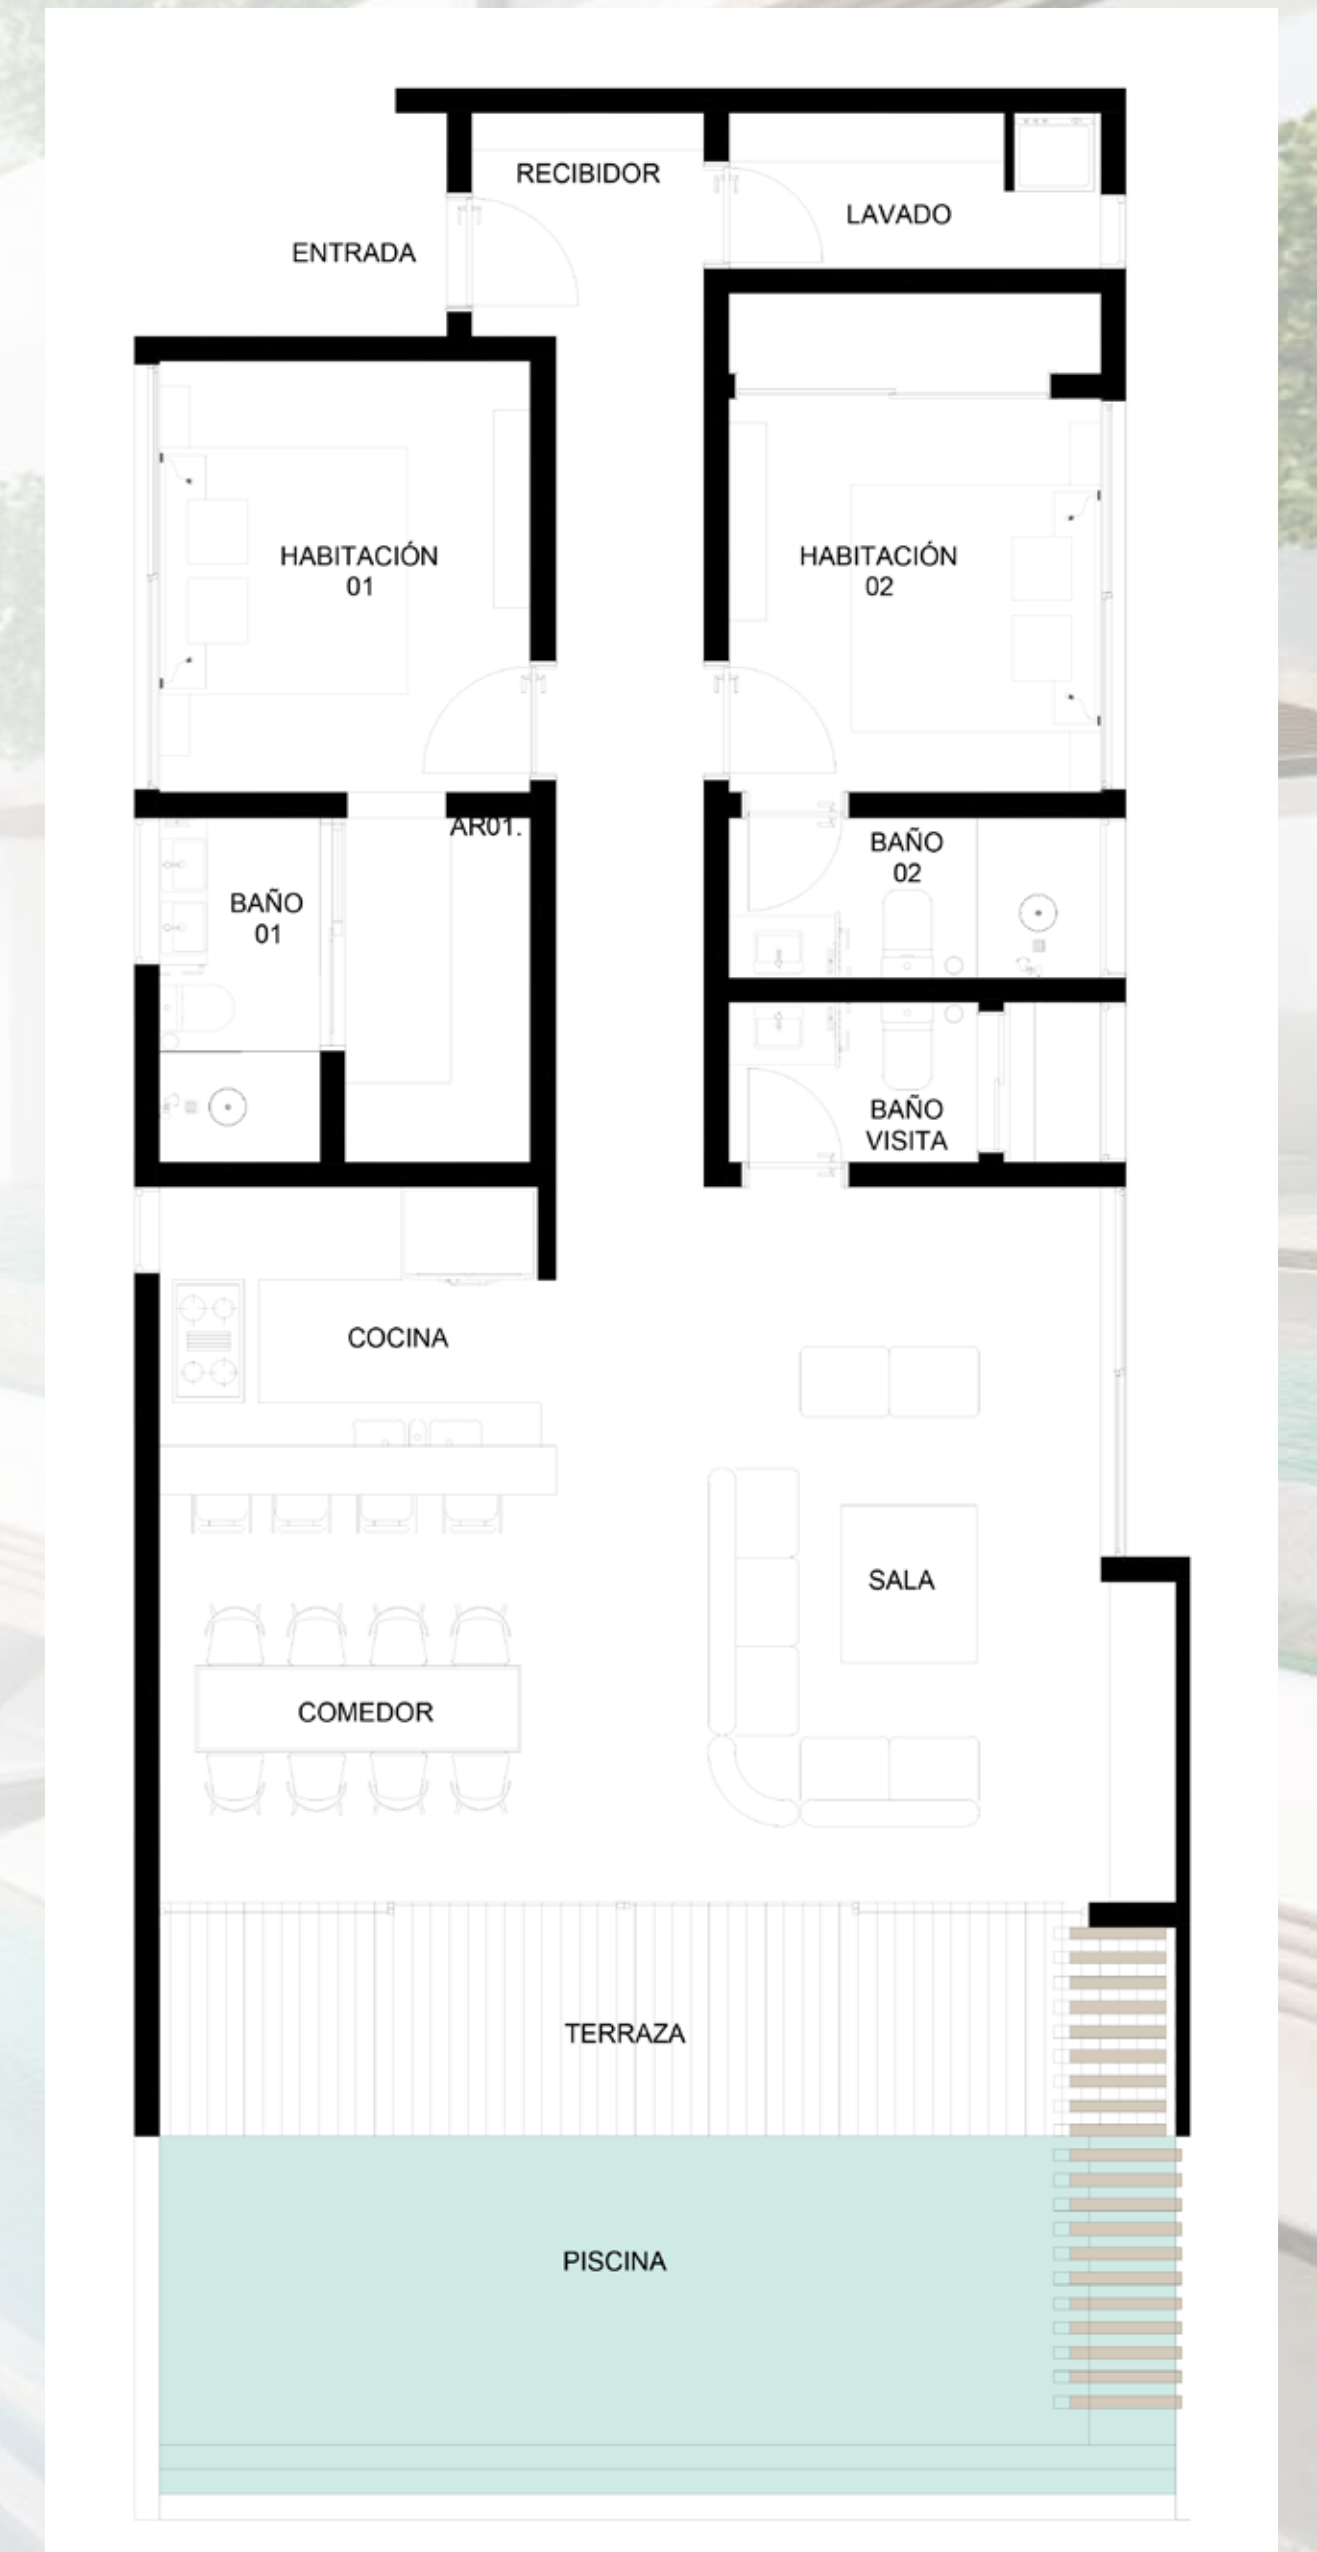 RECIBIDOR
LAVADO
ENTRADA
HABITACIÓN
01
HABITACIÓN
02
AR01.
BAÑO
01
BAÑO
02
BAÑO
VISITA
COCINA
SALA
COMEDOR
TERRAZA
PISCINA